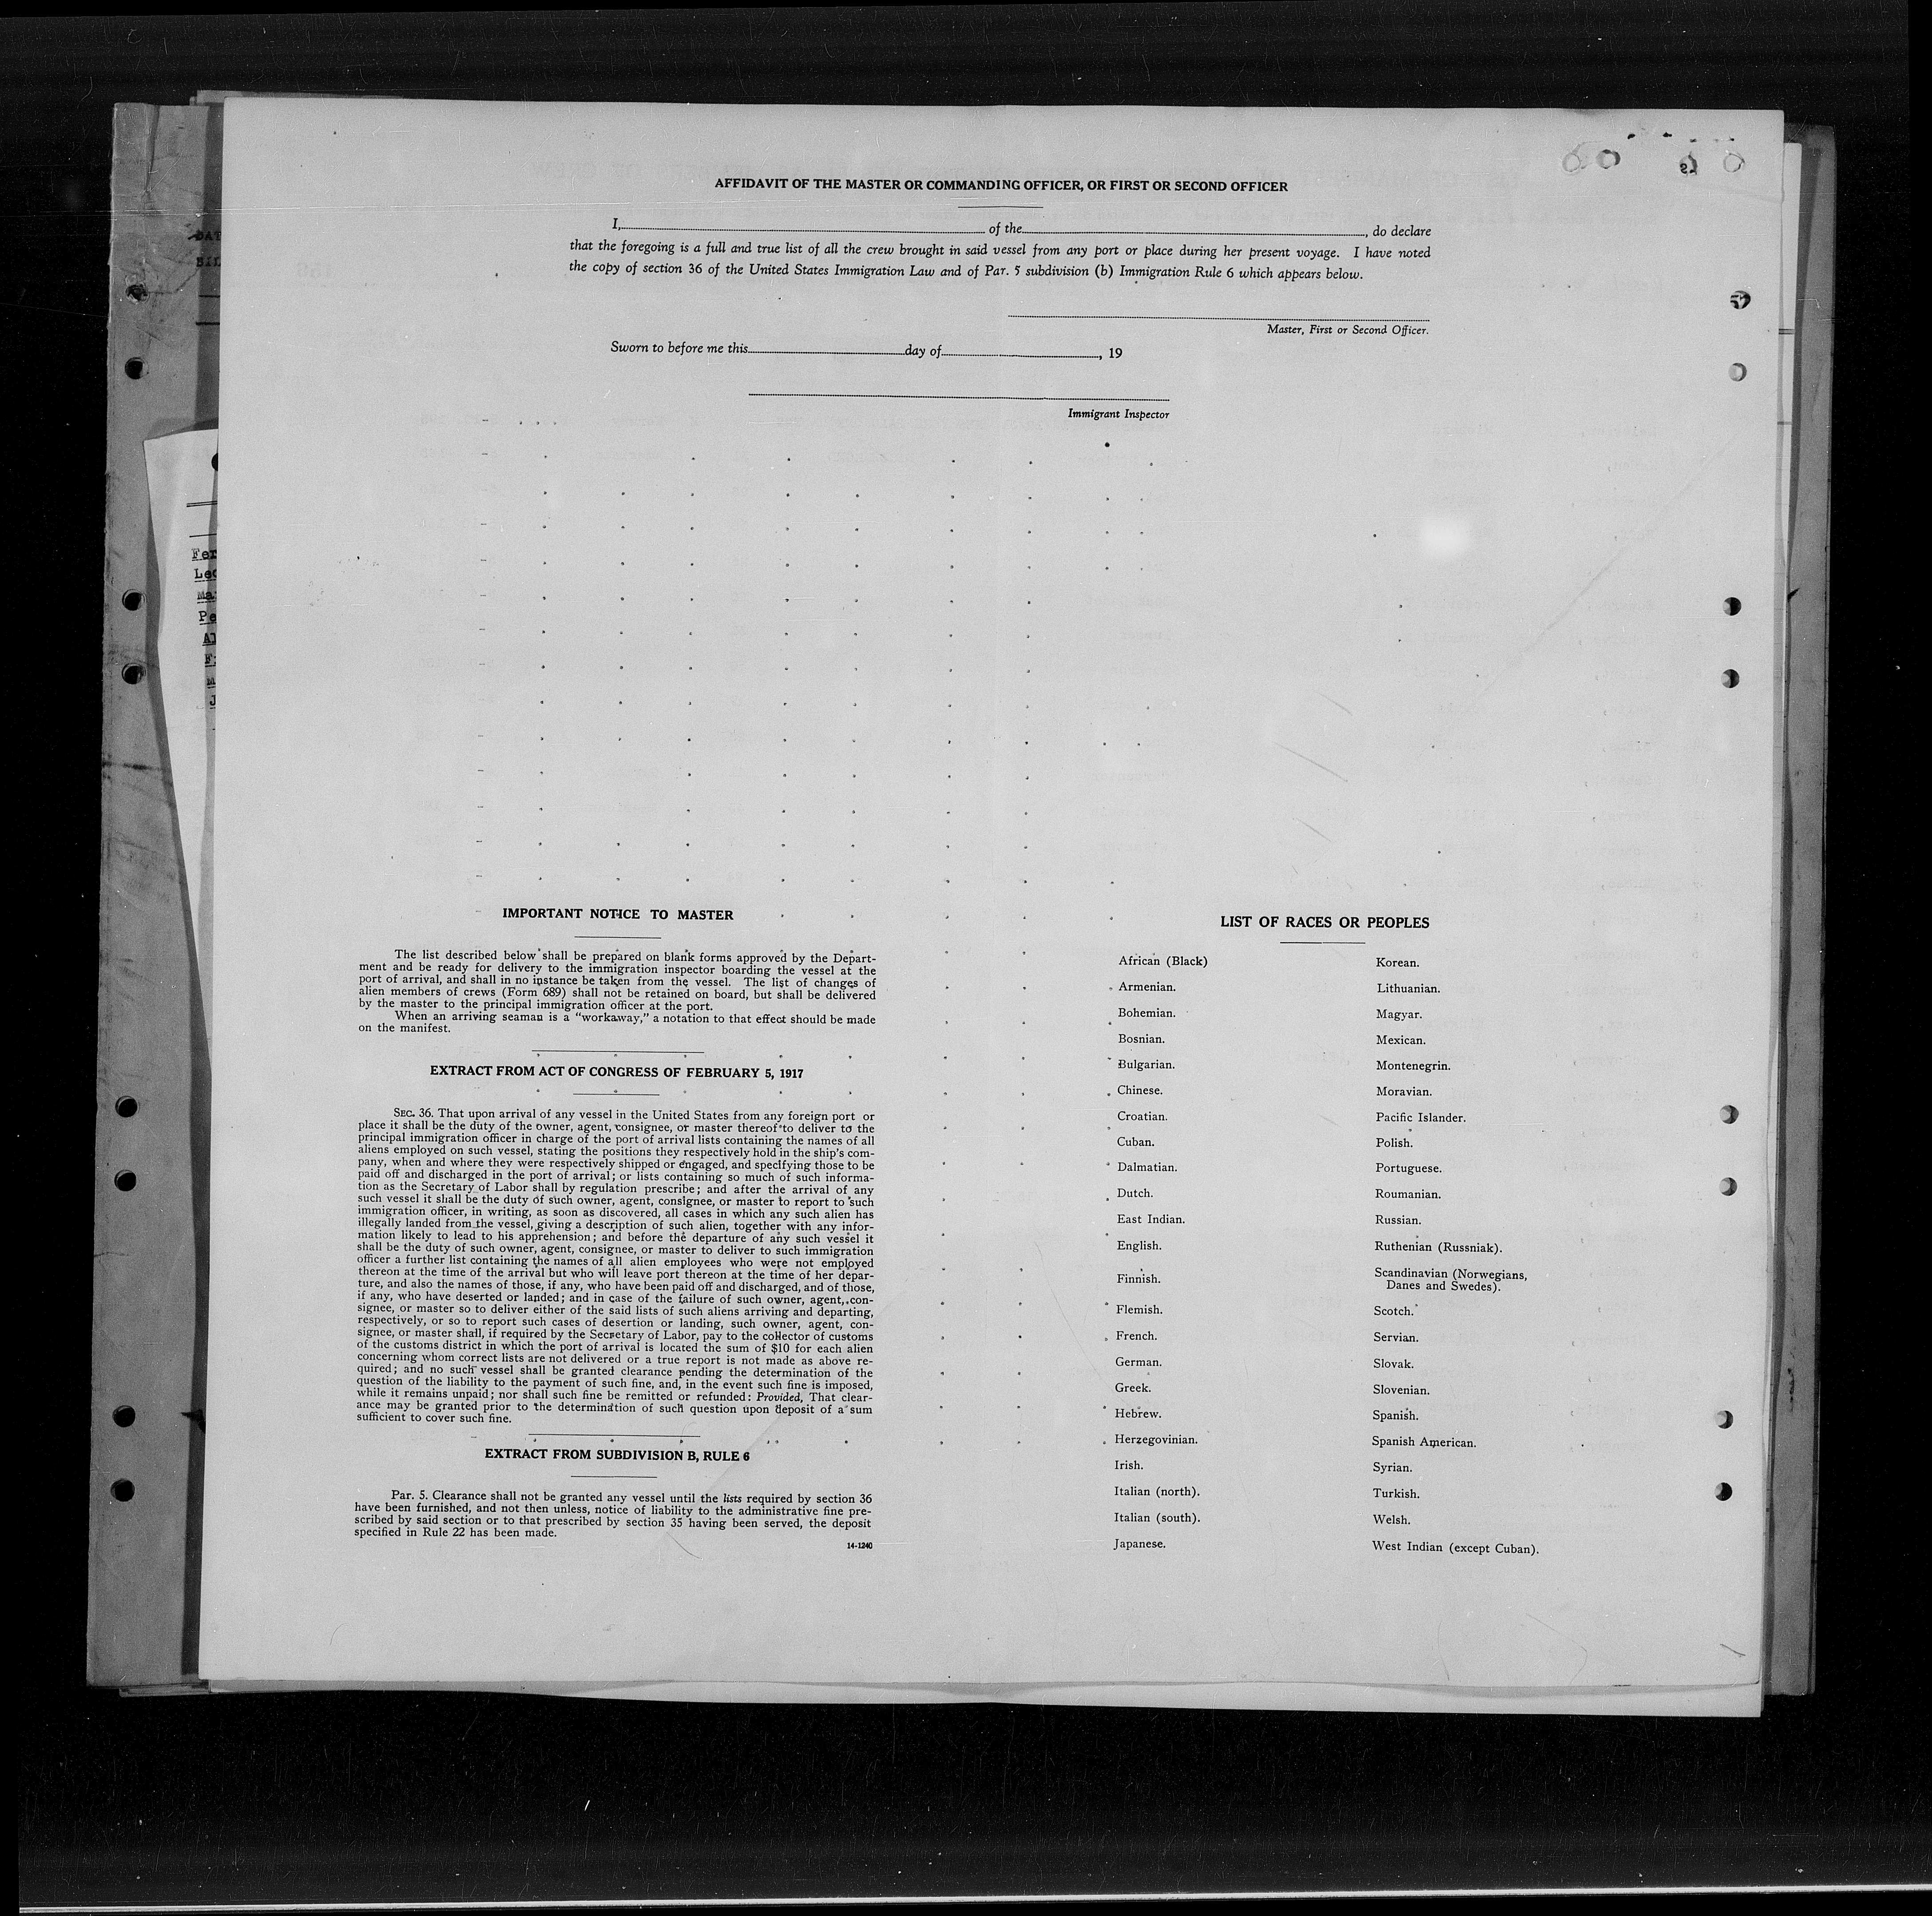 AFFIDAVIT OF THE MASTER OR COMMANDING OFFICER, OR FIRST OR SECOND OFFICER
I, of the , do declare
that the foregoing is a full and true list of all the crew brought in said vessel from any port or place during her present voyage. I have noted
the copy of section 36 of the United States Immigration Law and of Par. 5 subdivision (b) Immigration Rule 6 which appears below.
Master, First or Second Officer.
Sworn to before me this day of , 19
Immigrant Inspector
IMPORTANT NOTICE TO MASTER
The list described below shall be prepared on blank forms approved by the Depart-
ment and be ready for delivery to the immigration inspector boarding the vessel at the
port of arrival, and shall in no instance be taken from the vessel. The list of changes of
alien members of crews (Form 689) shall not be retained on board, but shall be delivered
by the master to the principal immigration officer at the port.
When an arriving seaman is a "workaway," a notation to that effect should be made
on the manifest.
EXTRACT FROM ACT OF CONGRESS OF FEBRUARY 5, 1917
SEC. 36. That upon arrival of any vessel in the United States from any foreign port or
place it shall be the duty of the owner, agent, consignee, or master thereof to deliver to the
principal immigration officer in charge of the port of arrival lists containing the names of all
aliens employed on such vessel, stating the positions they respectively hold in the ship's com-
pany, when and where they were respectively shipped or engaged, and specifying those to be
paid off and discharged in the port of arrival; or lists containing so much of such informa-
tion as the Secretary of Labor shall by regulation prescribe; and after the arrival of any
such vessel it shall be the duty of such owner, agent, consignee, or master to report to such
immigration officer, in writing, as soon as discovered, all cases in which any such alien has
illegally landed from the vessel, giving a description of such alien, together with any infor-
mation likely to lead to his apprehension; and before the departure of any such vessel it
shall be the duty of such owner, agent, consignee, or master to deliver to such immigration
officer a further list containing the names of all alien employees who were not employed
thereon at the time of the arrival but who will leave port thereon at the time of her depar-
ture, and also the names of those, if any, who have been paid off and discharged, and of those,
if any, who have deserted or landed; and in case of the failure of such owner, agent, con-
signee, or master so to deliver either of the said lists of such aliens arriving and departing,
respectively, or so to report such cases of desertion or landing, such owner, agent, con-
signee, or master shall, if required by the Secretary of Labor, pay to the collector of customs
of the customs district in which the port of arrival is located the sum of $10 for each alien
concerning whom correct lists are not delivered or a true report is not made as above re-
quired; and no such vessel shall be granted clearance pending the determination of the
question of the liability to the payment of such fine, and, in the event such fine is imposed,
while it remains unpaid; nor shall such fine be remitted or refunded: Provided, That clear-
ance may be granted prior to the determination of such question upon deposit of a sum
sufficient to cover such fine.
EXTRACT FROM SUBDIVISION B, RULE 6
Par. 5. Clearance shall not be granted any vessel until the lists required by section 36
have been furnished, and not then unless, notice of liability to the administrative fine pre-
scribed by said section or to that prescribed by section 35 having been served, the deposit
specified in Rule 22 has been made.
14-1240
LIST OF RACES OR PEOPLES
African (Black)
Armenian.
Bohemian.
Bosnian.
Bulgarian.
Chinese.
Croatian.
Cuban.
Dalmatian.
Dutch.
East Indian.
English.
Finnish.
Flemish.
French.
German.
Greek.
Hebrew.
Herzegovinian.
Irish.
Italian (north).
Italian (south).
Japanese.
Korean.
Lithuanian.
Magyar.
Mexican.
Montenegrin.
Moravian.
Pacific Islander.
Polish.
Portuguese.
Roumanian.
Russian.
Ruthenian (Russniak).
Scandinavian (Norwegians,
Danes and Swedes).
Scotch.
Servian.
Slovak.
Slovenian.
Spanish.
Spanish American.
Syrian.
Turkish.
Welsh.
West Indian (except Cuban).